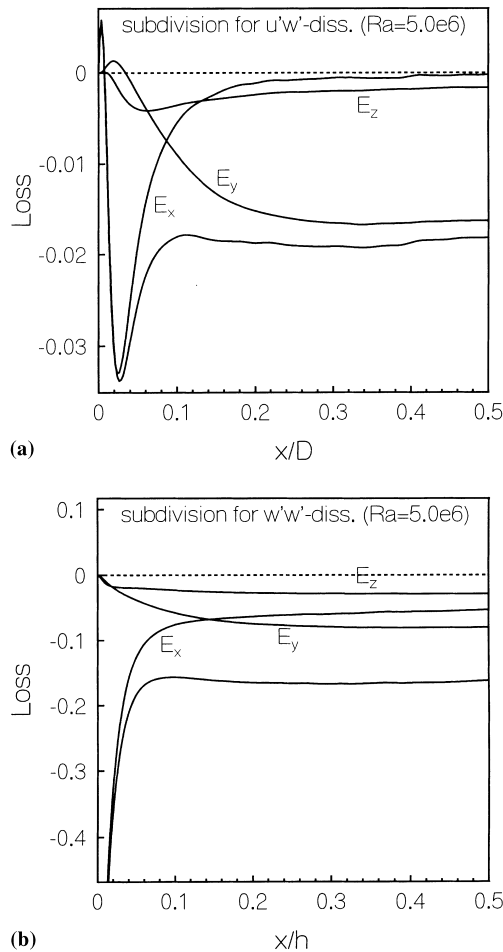 subdivision for u'w'-diss. (Ra=5.0e6)
0
E_z
-0.01
Loss
E_y
E_x
-0.02
-0.03
0 0.1 0.2 0.3 0.4 0.5
(a)
x/D
0.1
subdivision for w'w'-diss. (Ra=5.0e6)
0
E_z
-0.1
E_x
E_y
Loss
-0.2
-0.3
-0.4
0 0.1 0.2 0.3 0.4 0.5
(b)
x/h